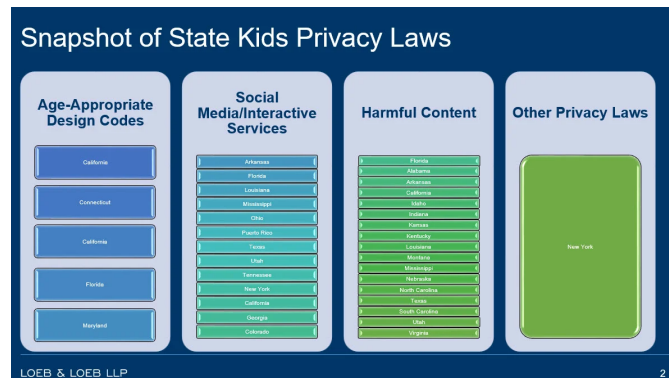 Snapshot of State Kids Privacy Laws
Age-Appropriate
Design Codes
California
Connecticut
California
Florida
Maryland
Social
Media/Interactive
Services
Arkansas
Florida
Louisiana
Mississippi
Ohio
Puerto Rico
Texas
Utah
Tennessee
New York
California
Georgia
Colorado
Harmful Content
Florida
Alabama
Arkansas
California
Idaho
Indiana
Kansas
Kentucky
Louisiana
Montana
Mississippi
Nebraska
North Carolina
Texas
South Carolina
Utah
Virginia
Other Privacy Laws
New York
LOEB & LOEB LLP
2